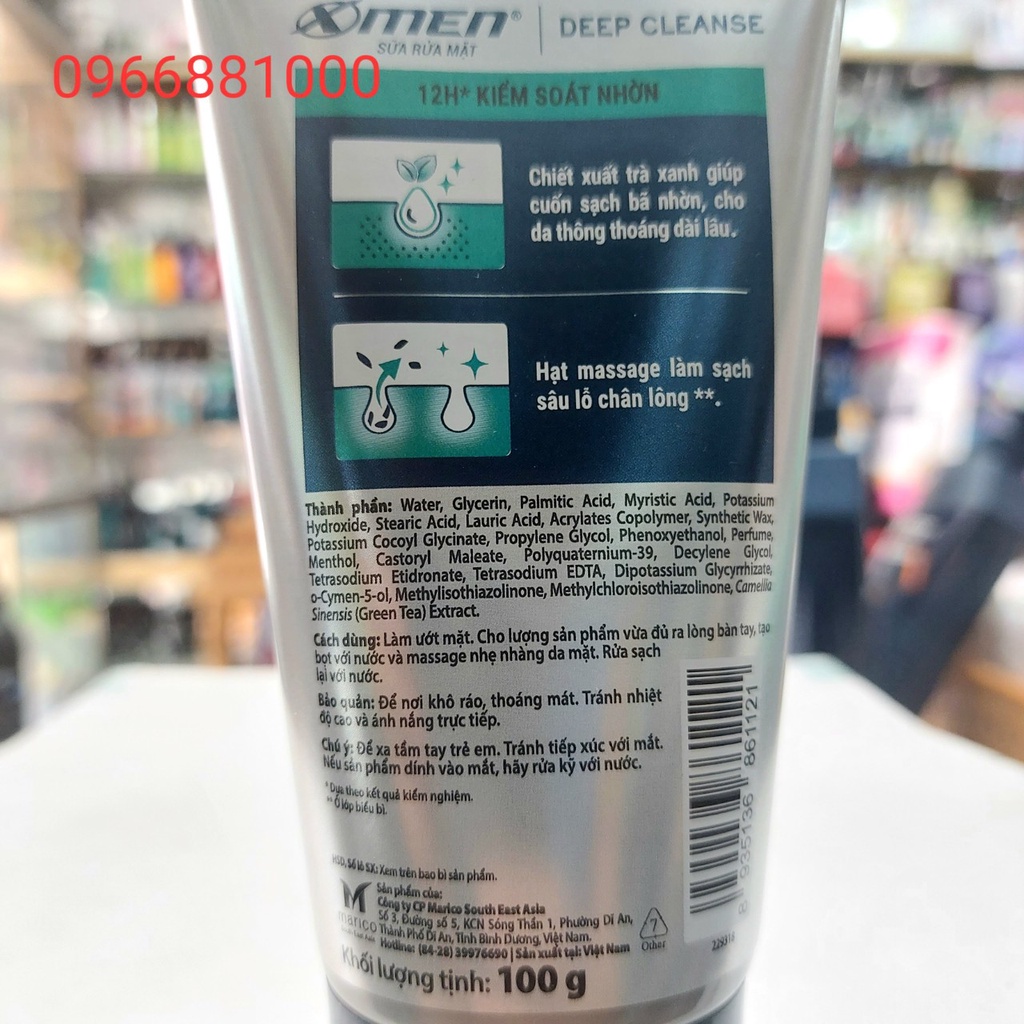 XMEN® DEEP CLEANSE
SỮA RỬA MẶT
0966881000
12H* KIỂM SOÁT NHỜN
Chiết xuất trà xanh giúp
cuốn sạch bã nhờn, cho
da thông thoáng dài lâu.
Hạt massage làm sạch
sâu lỗ chân lông **.
Thành phần: Water, Glycerin, Palmitic Acid, Myristic Acid, Potassium
Hydroxide, Stearic Acid, Lauric Acid, Acrylates Copolymer, Synthetic Wax,
Potassium Cocoyl Glycinate, Propylene Glycol, Phenoxyethanol, Perfume,
Menthol, Castoryl Maleate, Polyquaternium-39, Decylene Glycol,
Tetrasodium Etidronate, Tetrasodium EDTA, Dipotassium Glycyrrhizate,
o-Cymen-5-ol, Methylisothiazolinone, Methylchloroisothiazolinone, Camellia
Sinensis (Green Tea) Extract.
Cách dùng: Làm ướt mặt. Cho lượng sản phẩm vừa đủ ra lòng bàn tay, tạo
bọt với nước và massage nhẹ nhàng da mặt. Rửa sạch
lại với nước.
Bảo quản: Để nơi khô ráo, thoáng mát. Tránh nhiệt
độ cao và ánh nắng trực tiếp.
Chú ý: Để xa tầm tay trẻ em. Tránh tiếp xúc với mắt.
Nếu sản phẩm dính vào mắt, hãy rửa kỹ với nước.
* Dựa theo kết quả kiểm nghiệm.
** Ở lớp biểu bì.
HSD, Số lô SX: Xem trên bao bì sản phẩm.
Sản phẩm của:
Công ty CP Marico South East Asia
Số 3, Đường số 5, KCN Sóng Thần 1, Phường Dĩ An,
Thành Phố Dĩ An, Tỉnh Bình Dương, Việt Nam.
Hotline: (84-28) 39976690 | Sản xuất tại: Việt Nam
marico
Khối lượng tịnh: 100 g
7
Other
229316
8 935136 861121